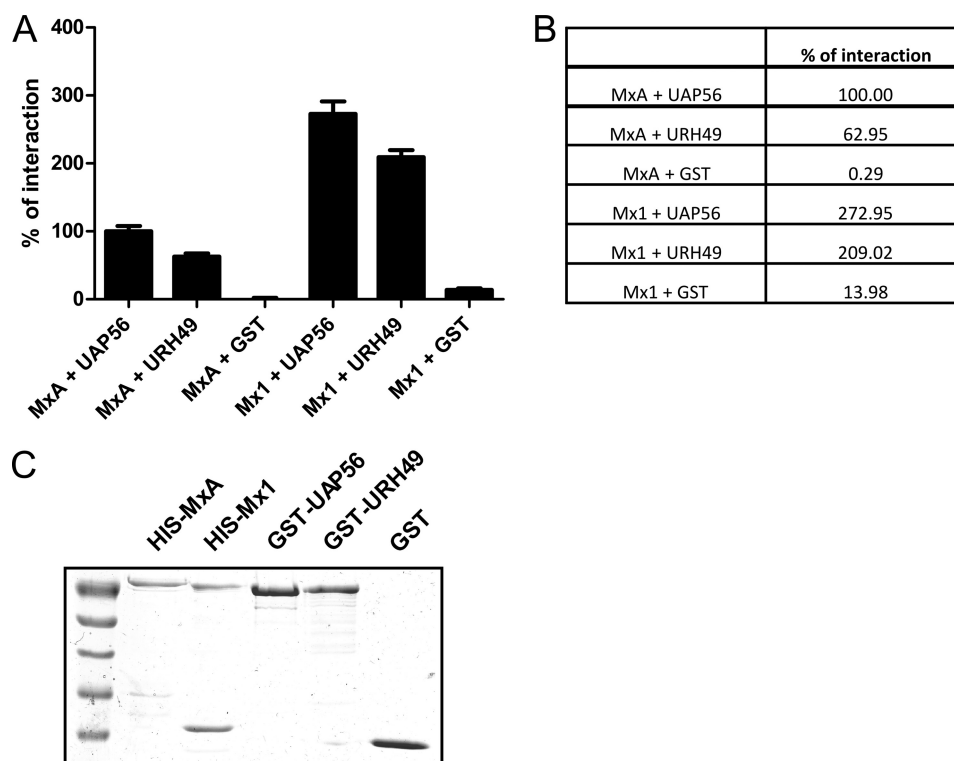 A
% of interaction
400
300
200
100
0
MxA + UAP56
MxA + URH49
MxA + GST
Mx1 + UAP56
Mx1 + URH49
Mx1 + GST
B
% of interaction
MxA + UAP56 100.00
MxA + URH49 62.95
MxA + GST 0.29
Mx1 + UAP56 272.95
Mx1 + URH49 209.02
Mx1 + GST 13.98
C
HIS-MxA
HIS-Mx1
GST-UAP56
GST-URH49
GST